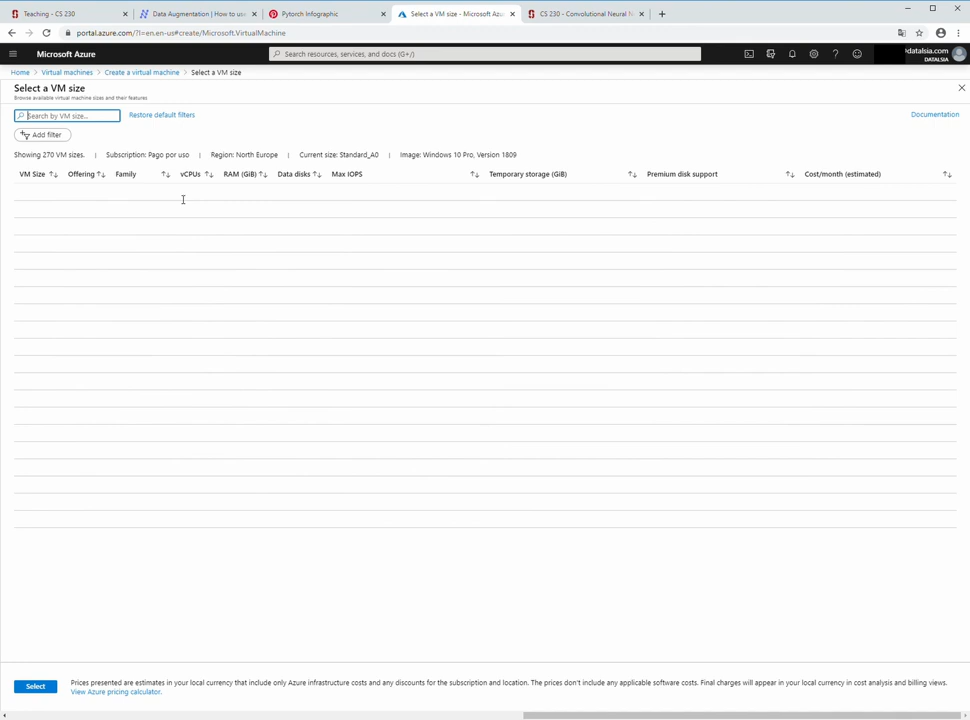 Teaching - CS 230
Data Augmentation | How to use
Pytorch Infographic
Select a VM size - Microsoft Azu
CS 230 - Convolutional Neural N
portal.azure.com/?l=en.en-us#create/Microsoft.VirtualMachine
Microsoft Azure
Search resources, services, and docs (G+/)
@datalsia.com
DATALSIA
Home > Virtual machines > Create a virtual machine > Select a VM size
Select a VM size
Browse available virtual machine sizes and their features
Search by VM size...
Restore default filters
Documentation
Add filter
Showing 270 VM sizes. | Subscription: Pago por uso | Region: North Europe | Current size: Standard_A0 | Image: Windows 10 Pro, Version 1809
VM Size Offering Family vCPUs RAM (GiB) Data disks Max IOPS Temporary storage (GiB) Premium disk support Cost/month (estimated)
Select
Prices presented are estimates in your local currency that include only Azure infrastructure costs and any discounts for the subscription and location. The prices don't include any applicable software costs. Final charges will appear in your local currency in cost analysis and billing views.
View Azure pricing calculator.